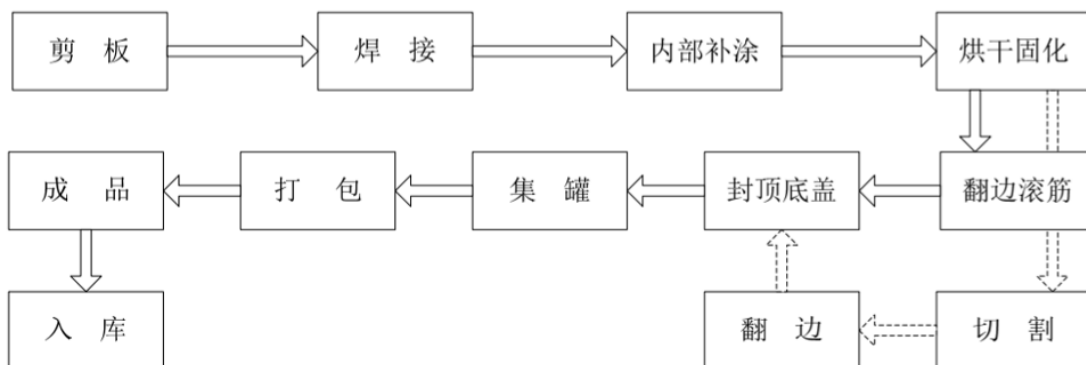 剪 板
焊 接
内部补涂
烘干固化
成 品
打 包
集 罐
封顶底盖
翻边滚筋
入 库
翻 边
切 割